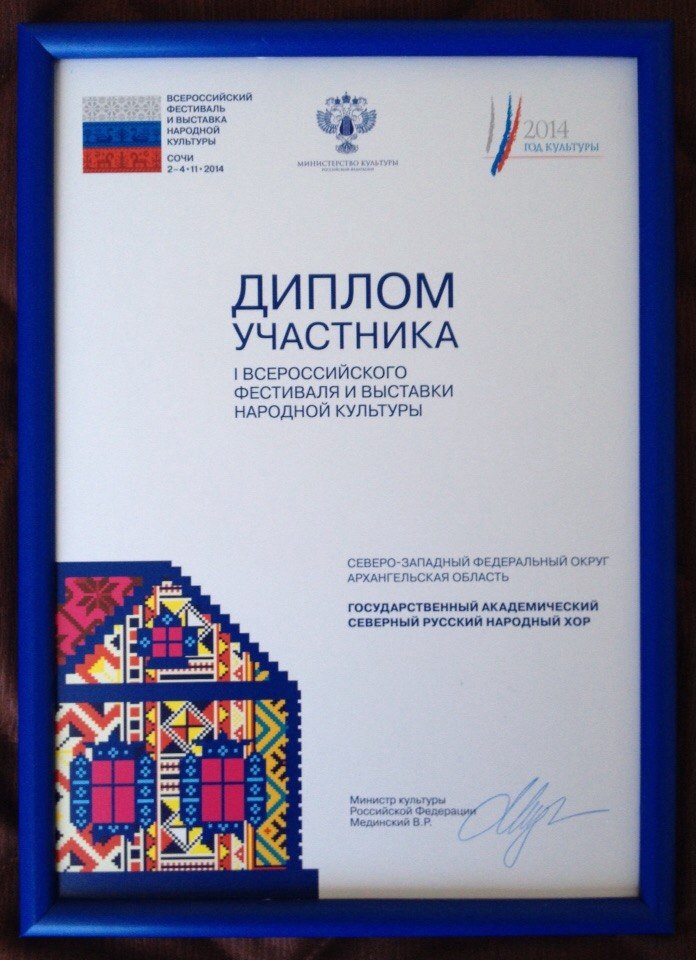 ВСЕРОССИЙСКИЙ
ФЕСТИВАЛЬ
И ВЫСТАВКА
НАРОДНОЙ
КУЛЬТУРЫ
СОЧИ
2–4•11•2014
МИНИСТЕРСТВО КУЛЬТУРЫ
РОССИЙСКОЙ ФЕДЕРАЦИИ
2014
ГОД КУЛЬТУРЫ
ДИПЛОМ
УЧАСТНИКА
I ВСЕРОССИЙСКОГО
ФЕСТИВАЛЯ И ВЫСТАВКИ
НАРОДНОЙ КУЛЬТУРЫ
СЕВЕРО-ЗАПАДНЫЙ ФЕДЕРАЛЬНЫЙ ОКРУГ
АРХАНГЕЛЬСКАЯ ОБЛАСТЬ
ГОСУДАРСТВЕННЫЙ АКАДЕМИЧЕСКИЙ
СЕВЕРНЫЙ РУССКИЙ НАРОДНЫЙ ХОР
Министр культуры
Российской Федерации
Мединский В.Р.